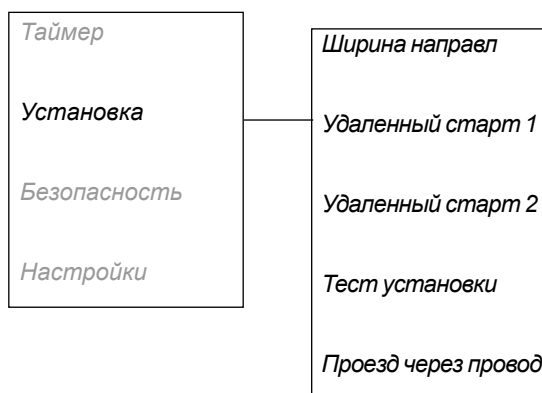 Таймер
Установка
Безопасность
Настройки
Ширина направл
Удаленный старт 1
Удаленный старт 2
Тест установки
Проезд через провод